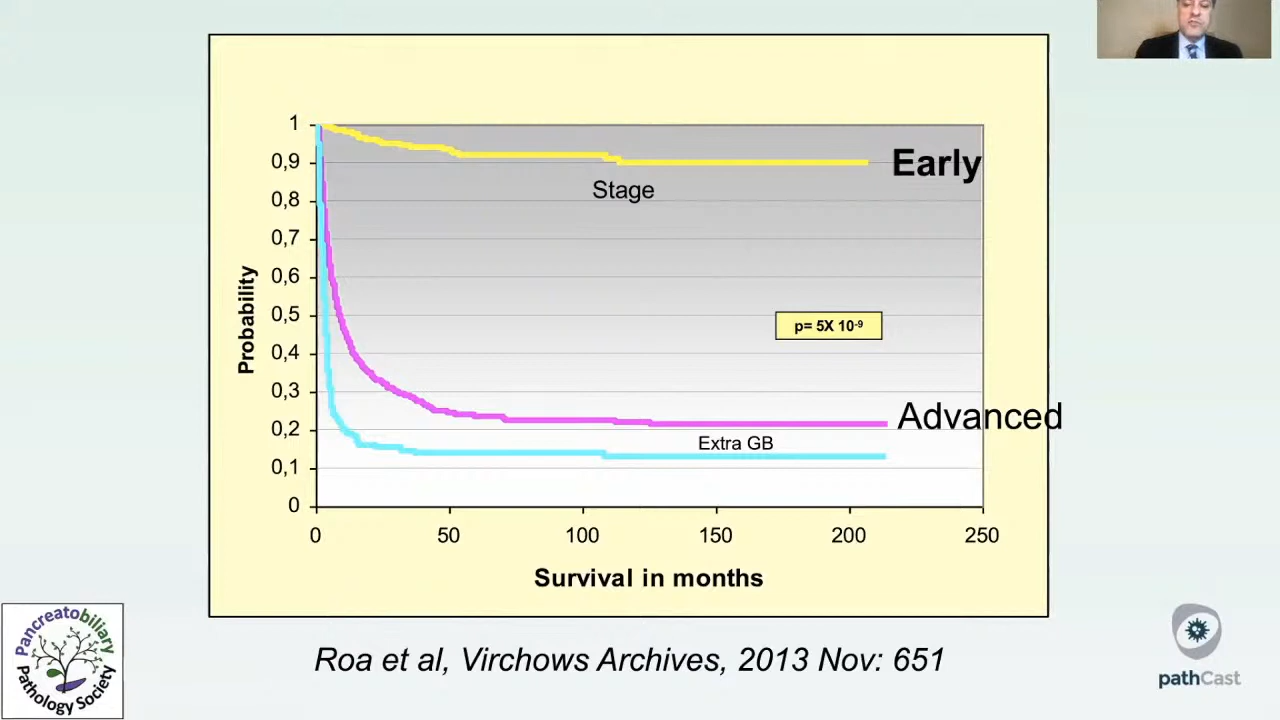 1
0,9
0,8
0,7
0,6
0,5
0,4
0,3
0,2
0,1
0
Probability
Early
Stage
p= 5X 10⁻⁹
Advanced
Extra GB
0 50 100 150 200 250
Survival in months
Roa et al, Virchows Archives, 2013 Nov: 651
Pancreatobiliary
Pathology Society
pathCast